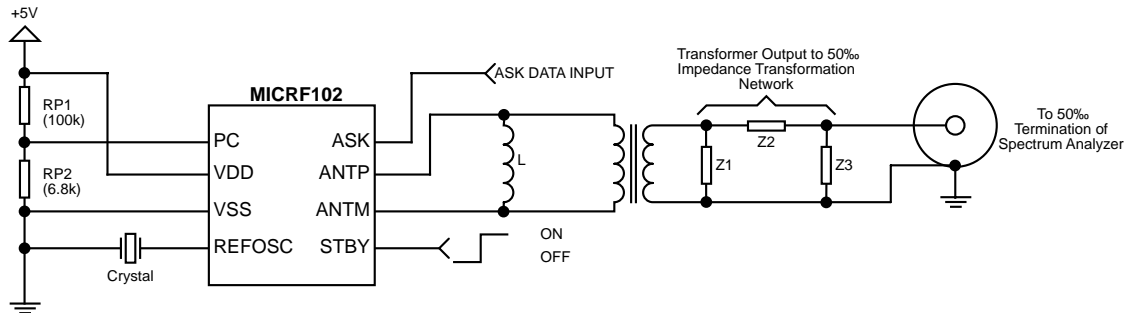 +5V
RP1
(100k)
RP2
(6.8k)
Crystal
MICRF102
PC
VDD
VSS
REFOSC
ASK
ANTP
ANTM
STBY
ASK DATA INPUT
L
ON
OFF
Transformer Output to 50‰
Impedance Transformation
Network
Z1
Z2
Z3
To 50‰
Termination of
Spectrum Analyzer